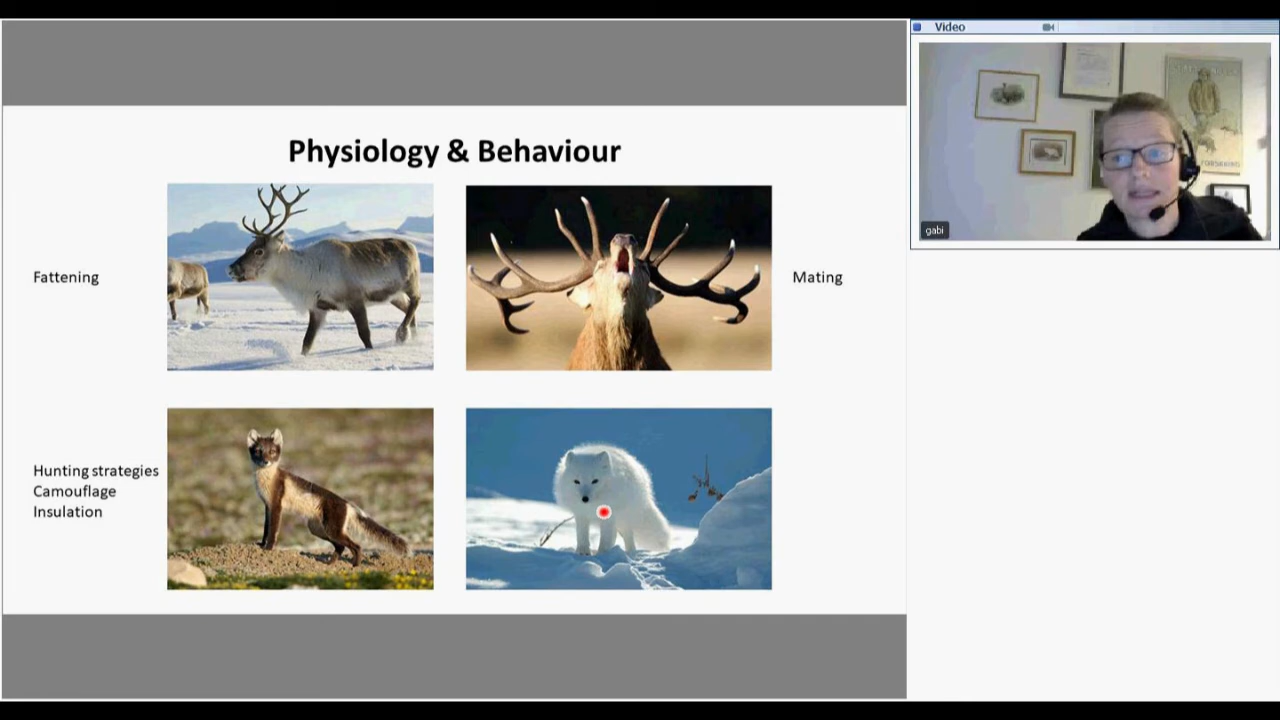 Video
Physiology & Behaviour
Fattening
Mating
Hunting strategies
Camouflage
Insulation
gabi